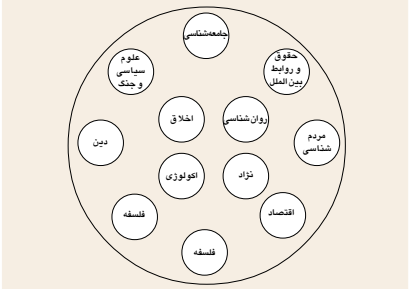 جامعه‌شناسی
حقوق
و روابط
بین‌الملل
علوم
سیاسی
و جنگ
روان‌شناسی
اخلاق
مردم
شناسی
دین
نژاد
اکولوژی
اقتصاد
فلسفه
فلسفه